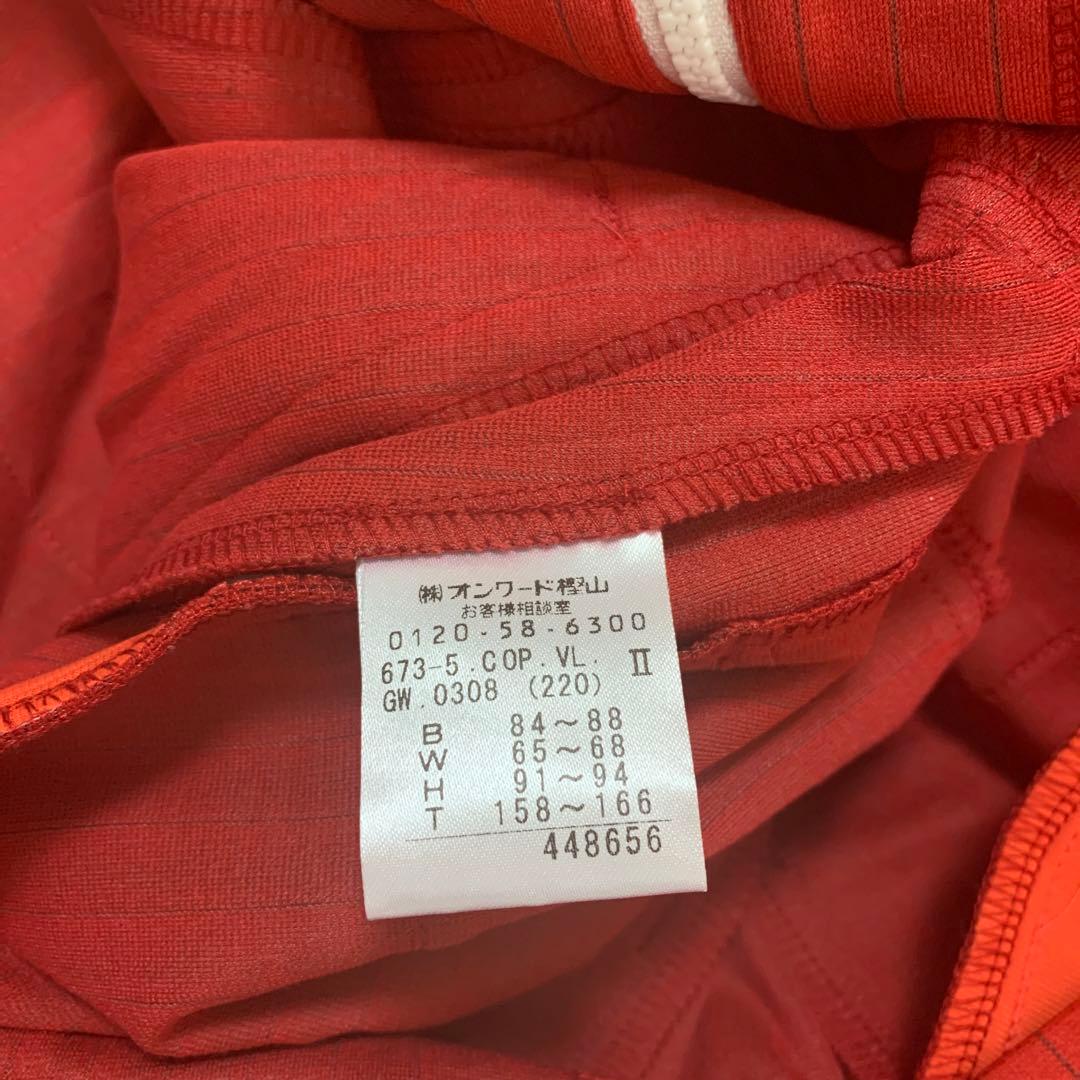 (株)オンワード樫山
お客様相談室
0120-58-6300
673-5.COP.VL. II
GW.0308 (220)
B 84~88
W 65~68
H 91~94
T 158~166
448656